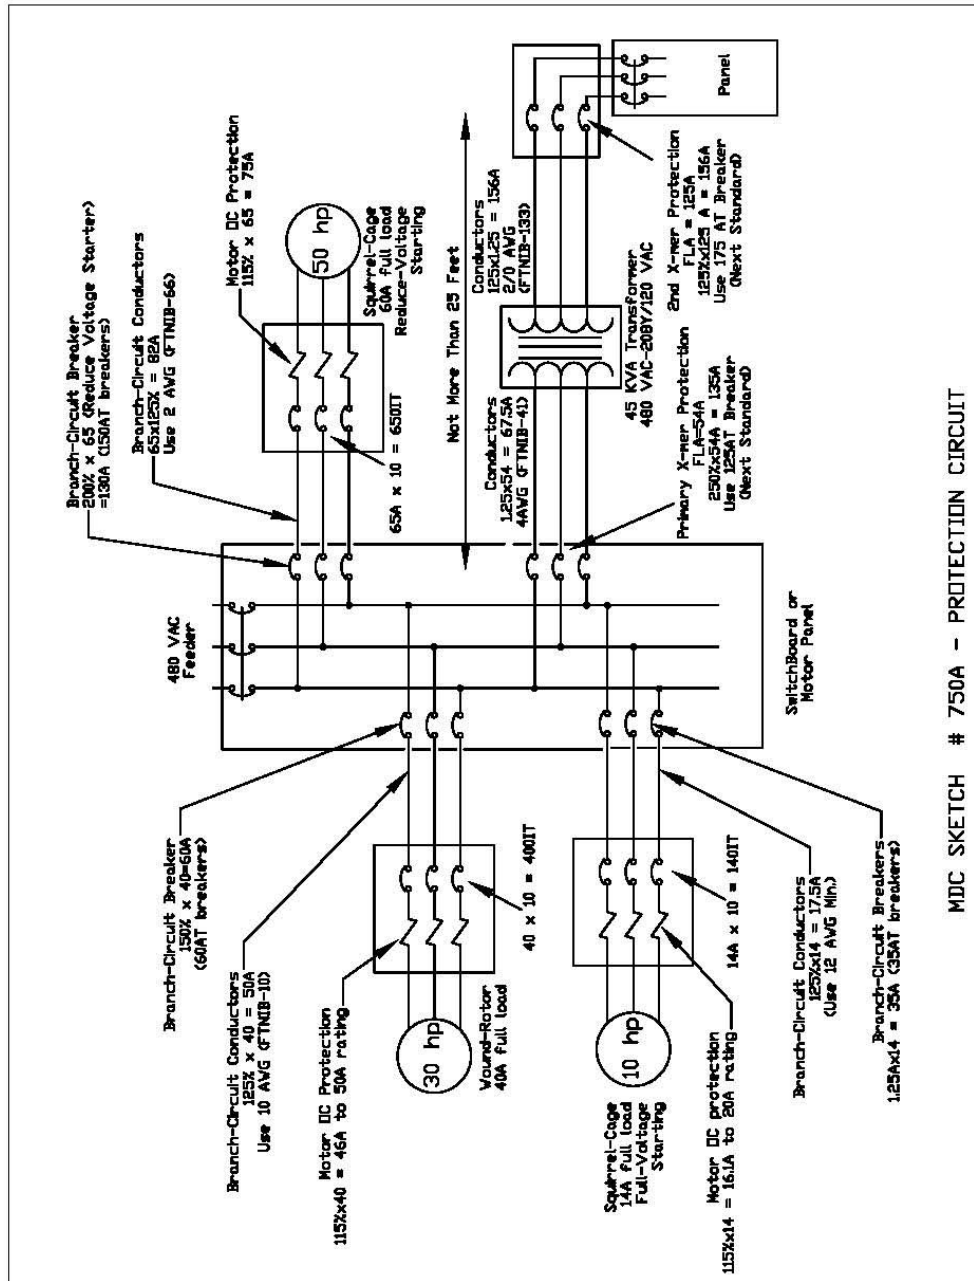 Branch-Circuit Breaker
200% x 65 (Reduce Voltage Starter)
=130A (150AT breakers)
Branch-Circuit Conductors
65x125% = 82A
Use 2 AWG (FTNIB-66)
Motor OC Protection
115% x 65 = 75A
50 hp
Squirrel-Cage
60A full load
Reduce-Voltage
Starting
65A x 10 = 650IT
480 VAC
Feeder
Not More Than 25 Feet
Branch-Circuit Breaker
150% x 40=60A
(60AT breakers)
Branch-Circuit Conductors
125% x 40 = 50A
Use 10 AWG (FTNIB-10)
Motor OC Protection
115%x40 = 46A to 50A rating
30 hp
Wound-Rotor
40A full load
40 x 10 = 400IT
Conductors
1.25x54 = 67.5A
4AWG (FTNIB-41)
Conductors
125x1.25 = 156A
2/0 AWG
(FTNIB-133)
45 KVA Transformer
480 VAC-208Y/120 VAC
Panel
Primary X-mer Protection
FLA=54A
250%x54A = 135A
Use 125AT Breaker
(Next Standard)
2nd X-mer Protection
FLA = 125A
125%x125 A = 156A
Use 175 AT Breaker
(Next Standard)
10 hp
Squirrel-Cage
14A full load
Full-Voltage
Starting
14A x 10 = 140IT
Motor OC protection
115%x14 = 16.1A to 20A rating
Branch-Circuit Conductors
125%x14 = 17.5A
(Use 12 AWG Min.)
Branch-Circuit Breakers
1.25Ax14 = 35A (35AT breakers)
SwitchBoard or
Motor Panel
MDC SKETCH # 750A - PROTECTION CIRCUIT